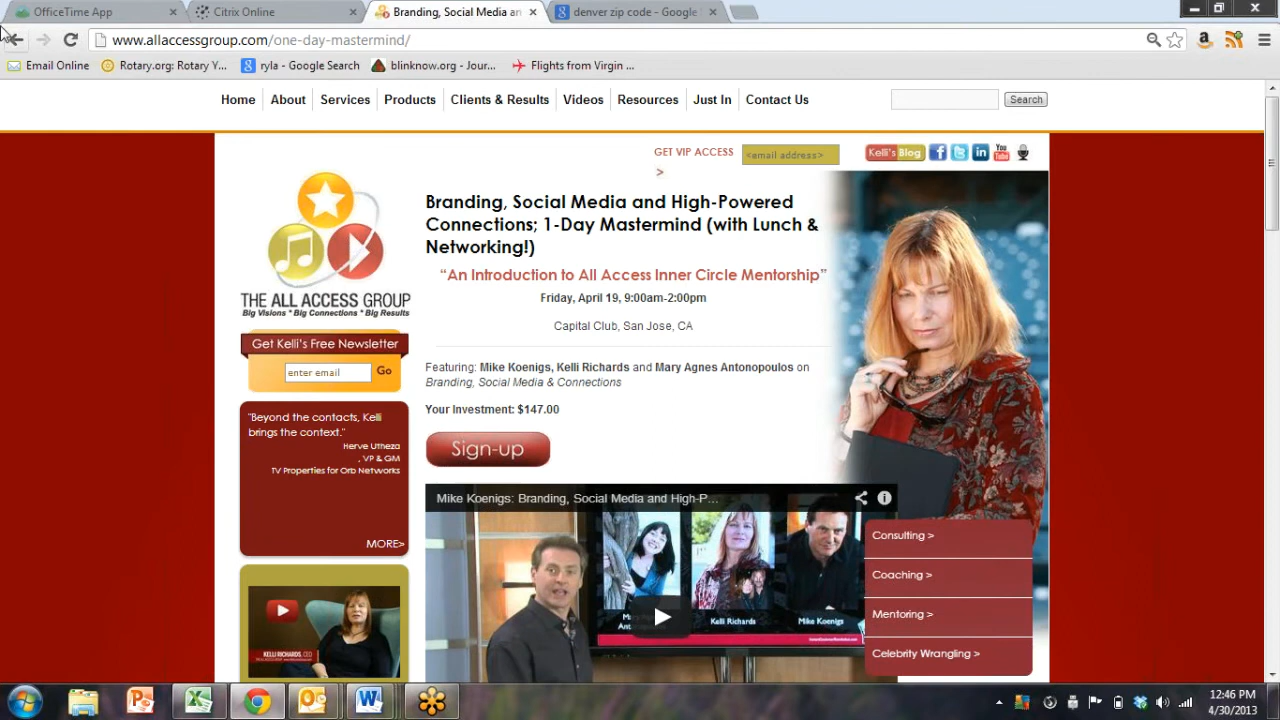 OfficeTime App
Citrix Online
Branding, Social Media an
denver zip code - Google S
www.allaccessgroup.com/one-day-mastermind/
Email Online
Rotary.org: Rotary Y...
ryla - Google Search
blinknow.org - Jour...
Flights from Virgin ...
Home
About
Services
Products
Clients & Results
Videos
Resources
Just In
Contact Us
Search
GET VIP ACCESS
>
<email address>
Kelli's Blog
You
Tube
THE ALL ACCESS GROUP
Big Visions * Big Connections * Big Results
Get Kelli's Free Newsletter
enter email
Go
"Beyond the contacts, Kelli
brings the context."
Herve Utheza
, VP & GM
TV Properties for Orb Networks
MORE>
KELLI RICHARDS, CEO
Branding, Social Media and High-Powered
Connections; 1-Day Mastermind (with Lunch &
Networking!)
“An Introduction to All Access Inner Circle Mentorship”
Friday, April 19, 9:00am-2:00pm
Capital Club, San Jose, CA
Featuring: Mike Koenigs, Kelli Richards and Mary Agnes Antonopoulos on
Branding, Social Media & Connections
Your Investment: $147.00
Sign-up
Mike Koenigs: Branding, Social Media and High-P...
Kelli Richards
Mike Koenigs
Consulting >
Coaching >
Mentoring >
Celebrity Wrangling >
12:46 PM
4/30/2013